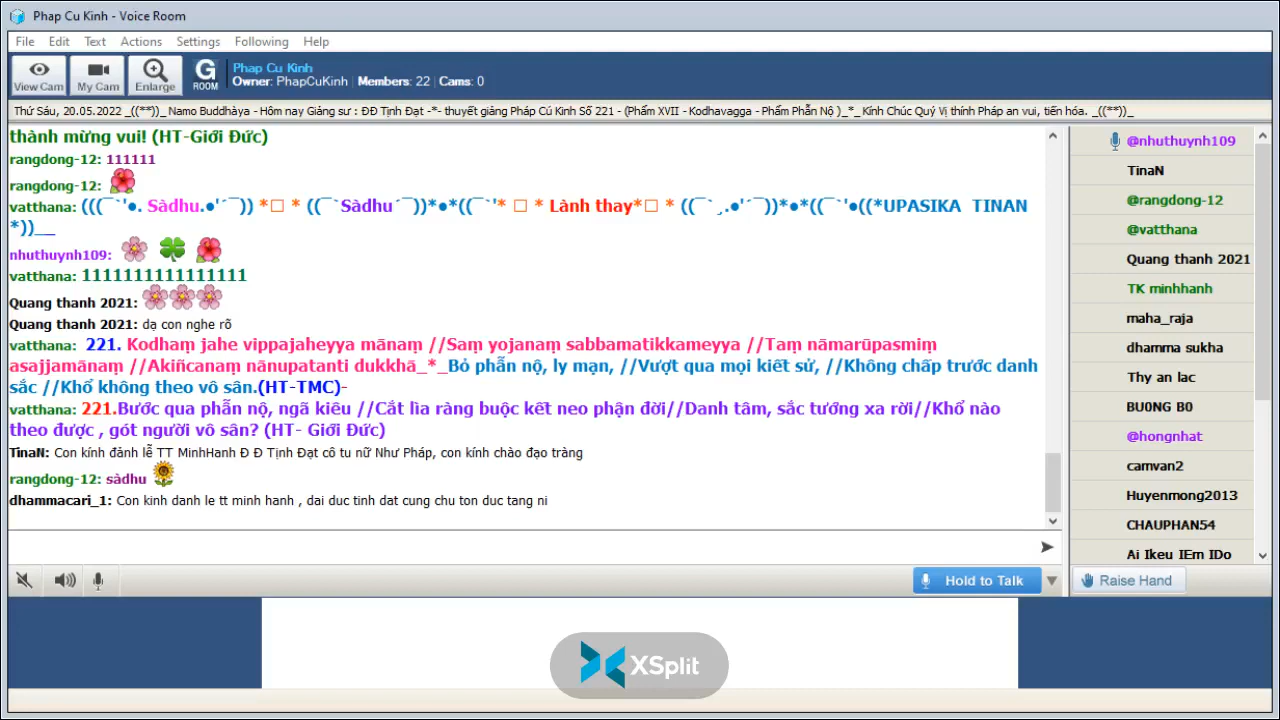 Phap Cu Kinh - Voice Room
File Edit Text Actions Settings Following Help
View Cam My Cam Enlarge G ROOM
Phap Cu Kinh
Owner: PhapCuKinh | Members: 22 | Cams: 0
Thứ Sáu, 20.05.2022 _((**))_ Namo Buddhàya - Hôm nay Giảng sư : ĐĐ Tịnh Đạt -*- thuyết giảng Pháp Cú Kinh Số 221 - (Phẩm XVII - Kodhavagga - Phẩm Phẫn Nộ )_*_ Kính Chúc Quý Vị thính Pháp an vui, tiến hóa. _((**))_
thành mừng vui! (HT-Giới Đức)
rangdong-12: 111111
rangdong-12:
vatthana: (((¯`'●. Sàdhu.●'´¯)) *□ * ((¯`Sàdhu´¯))*●*((¯`'* □ * Lành thay*□ * ((¯`¸.●'´¯))*●*((¯`'●((*UPASIKA TINAN
*))__
nhuthuynh109:
vatthana: 1111111111111111
Quang thanh 2021:
Quang thanh 2021: dạ con nghe rõ
vatthana: 221. Kodhaṃ jahe vippajaheyya mānaṃ //Saṃ yojanaṃ sabbamatikkameyya //Taṃ nāmarūpasmiṃ
asajjamānaṃ //Akiñcanaṃ nānupatanti dukkhā_*_Bỏ phẫn nộ, ly mạn, //Vượt qua mọi kiết sử, //Không chấp trước danh
sắc //Khổ không theo vô sân.(HT-TMC)-
vatthana: 221.Bước qua phẫn nộ, ngã kiêu //Cắt lìa ràng buộc kết neo phận đời//Danh tâm, sắc tướng xa rời//Khổ nào
theo được , gót người vô sân? (HT- Giới Đức)
TinaN: Con kính đảnh lễ TT MinhHanh Đ Đ Tịnh Đạt cô tu nữ Như Pháp, con kính chào đạo tràng
rangdong-12: sàdhu
dhammacari_1: Con kinh danh le tt minh hanh , dai duc tinh dat cung chu ton duc tang ni
Hold to Talk
@nhuthuynh109
TinaN
@rangdong-12
@vatthana
Quang thanh 2021
TK minhhanh
maha_raja
dhamma sukha
Thy an lac
BU0NG B0
@hongnhat
camvan2
Huyenmong2013
CHAUPHAN54
Ai Ikeu IEm IDo
Raise Hand
XSplit